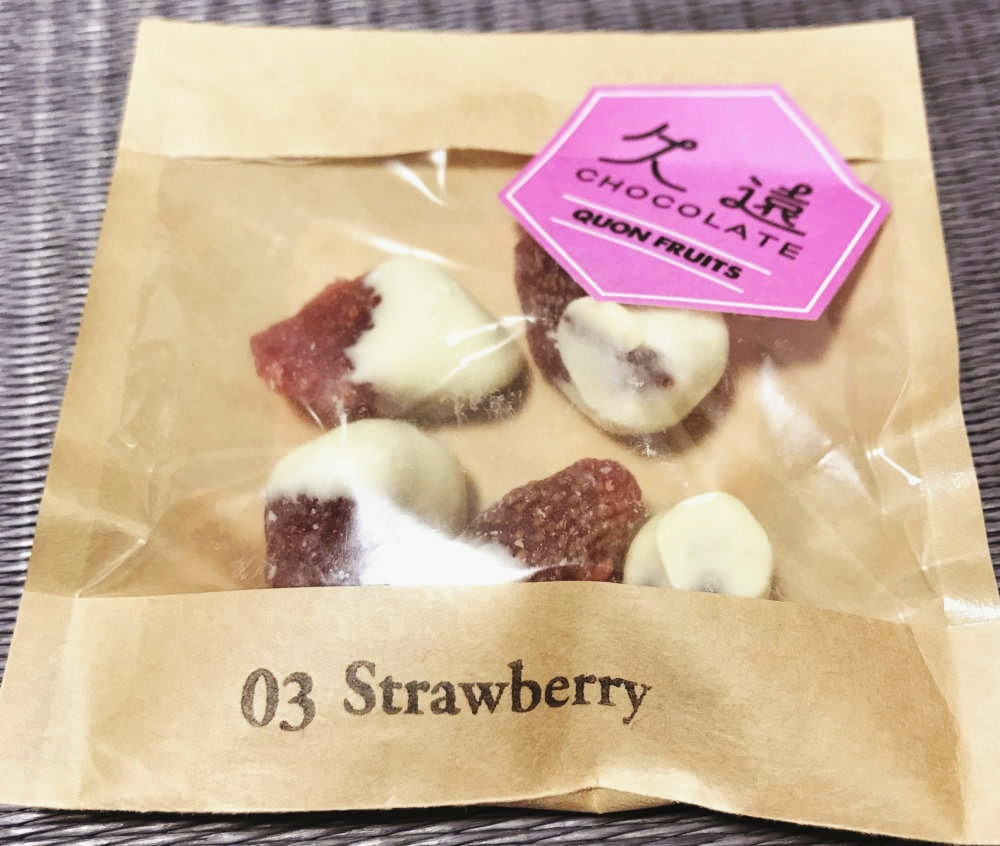 久遠
CHOCOLATE
QUON FRUITS
03 Strawberry